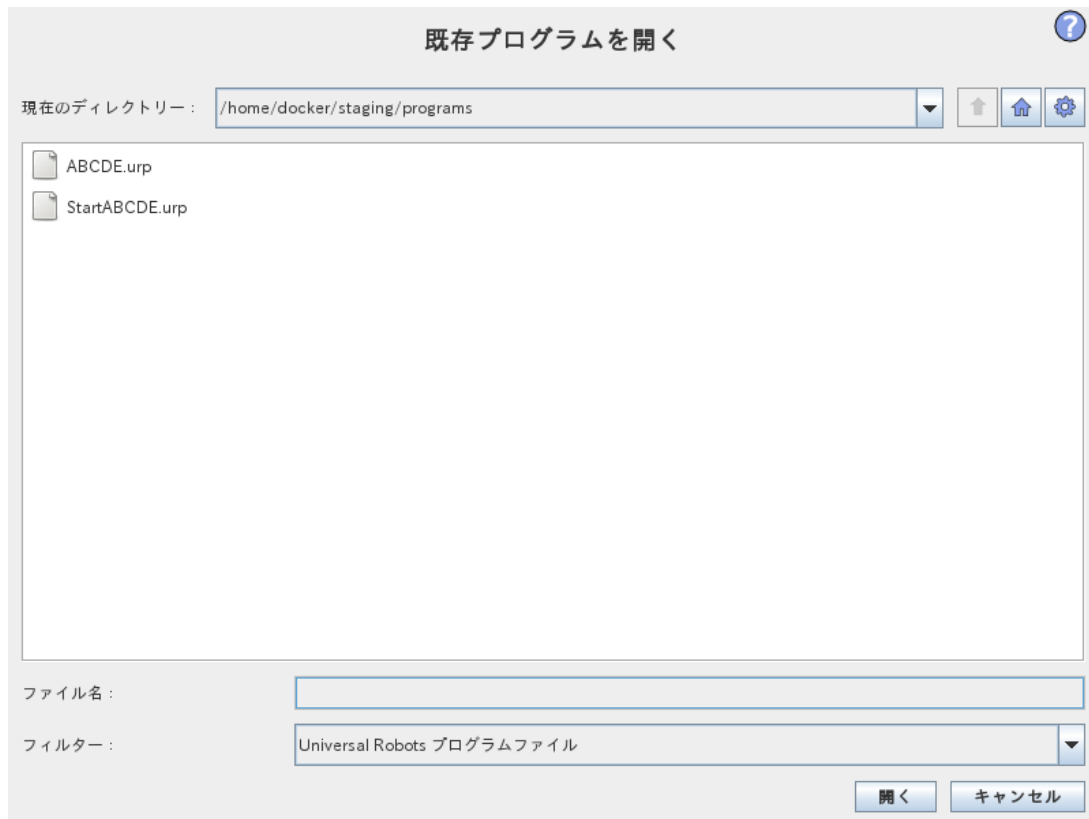 既存プログラムを開く
?
現在のディレクトリー： /home/docker/staging/programs
ABCDE.urp
StartABCDE.urp
ファイル名：
フィルター： Universal Robots プログラムファイル
開く キャンセル